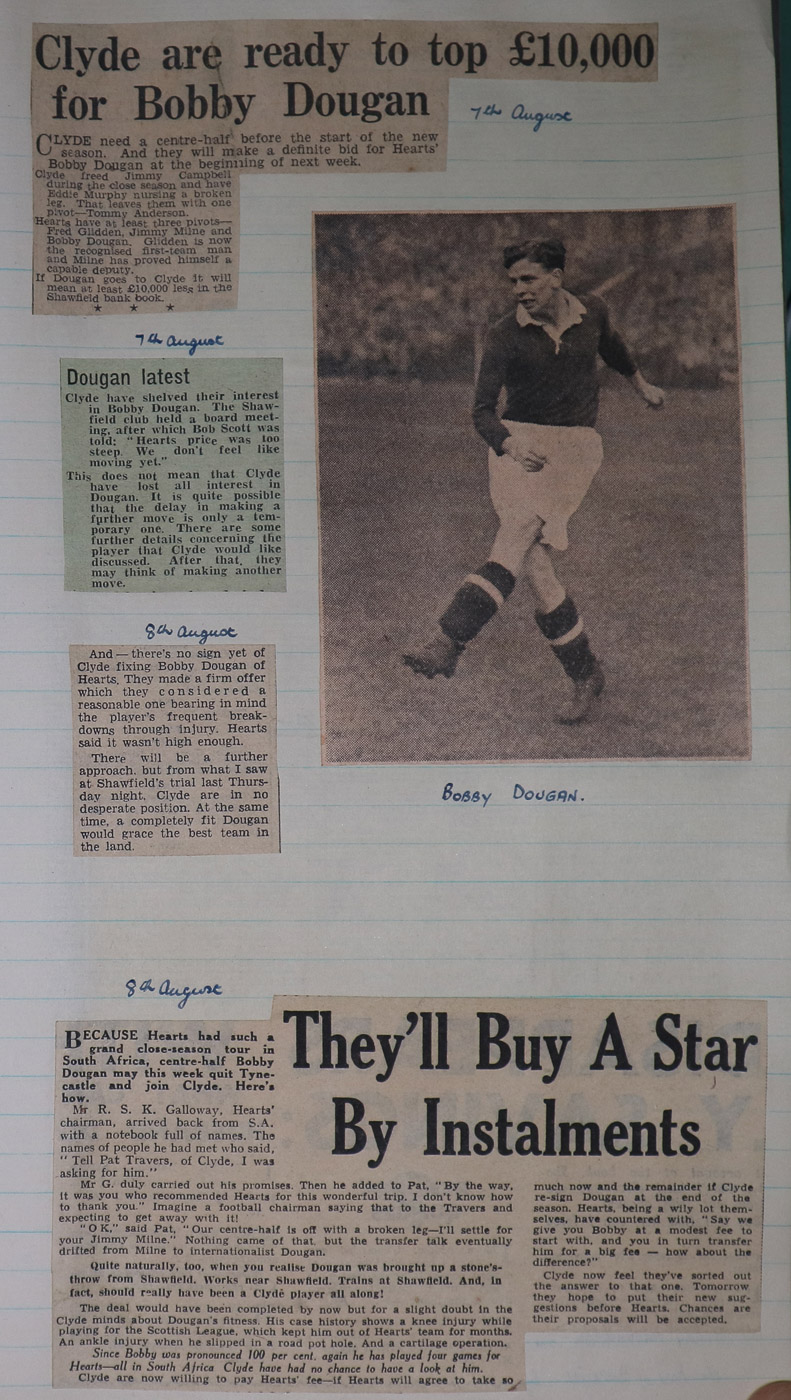 Clyde are ready to top £10,000
for Bobby Dougan
7th August
CLYDE need a centre-half before the start of the new
season. And they will make a definite bid for Hearts'
Bobby Dougan at the beginning of next week.
Clyde freed Jimmy Campbell
during the close season and have
Eddie Murphy nursing a broken
leg. That leaves them with one
pivot—Tommy Anderson.
Hearts have at least three pivots—
Fred Glidden, Jimmy Milne and
Bobby Dougan. Glidden is now
the recognised first-team man
and Milne has proved himself a
capable deputy.
If Dougan goes to Clyde it will
mean at least £10,000 less in the
Shawfield bank book.
★ ★ ★
7th August
Dougan latest
Clyde have shelved their interest
in Bobby Dougan. The Shaw-
field club held a board meet-
ing, after which Bob Scott was
told: "Hearts price was too
steep. We don't feel like
moving yet."
This does not mean that Clyde
have lost all interest in
Dougan. It is quite possible
that the delay in making a
further move is only a tem-
porary one. There are some
further details concerning the
player that Clyde would like
discussed. After that, they
may think of making another
move.
8th August
And — there's no sign yet of
Clyde fixing Bobby Dougan of
Hearts. They made a firm offer
which they considered a
reasonable one bearing in mind
the player's frequent break-
downs through injury. Hearts
said it wasn't high enough.
There will be a further
approach, but from what I saw
at Shawfield's trial last Thurs-
day night, Clyde are in no
desperate position. At the same
time, a completely fit Dougan
would grace the best team in
the land.
BOBBY DOUGAN.
8th August
They'll Buy A Star
By Instalments
BECAUSE Hearts had such a
grand close-season tour in
South Africa, centre-half Bobby
Dougan may this week quit Tyne-
castle and join Clyde. Here's
how.
Mr R. S. K. Galloway, Hearts'
chairman, arrived back from S.A.
with a notebook full of names. The
names of people he had met who said,
"Tell Pat Travers, of Clyde, I was
asking for him."
Mr G. duly carried out his promises. Then he added to Pat, "By the way,
it was you who recommended Hearts for this wonderful trip. I don't know how
to thank you." Imagine a football chairman saying that to the Travers and
expecting to get away with it!
"OK," said Pat, "Our centre-half is off with a broken leg—I'll settle for
your Jimmy Milne." Nothing came of that, but the transfer talk eventually
drifted from Milne to internationalist Dougan.
Quite naturally, too, when you realise Dougan was brought up a stone's-
throw from Shawfield. Works near Shawfield. Trains at Shawfield. And, in
fact, should really have been a Clyde player all along!
The deal would have been completed by now but for a slight doubt in the
Clyde minds about Dougan's fitness. His case history shows a knee injury while
playing for the Scottish League, which kept him out of Hearts' team for months.
An ankle injury when he slipped in a road pot hole. And a cartilage operation.
Since Bobby was pronounced 100 per cent. again he has played four games for
Hearts—all in South Africa Clyde have had no chance to have a look at him.
Clyde are now willing to pay Hearts' fee—if Hearts will agree to take so
much now and the remainder if Clyde
re-sign Dougan at the end of the
season. Hearts, being a wily lot them-
selves, have countered with, "Say we
give you Bobby at a modest fee to
start with, and you in turn transfer
him for a big fee — how about the
difference?"
Clyde now feel they've sorted out
the answer to that one. Tomorrow
they hope to put their new sug-
gestions before Hearts. Chances are
their proposals will be accepted.